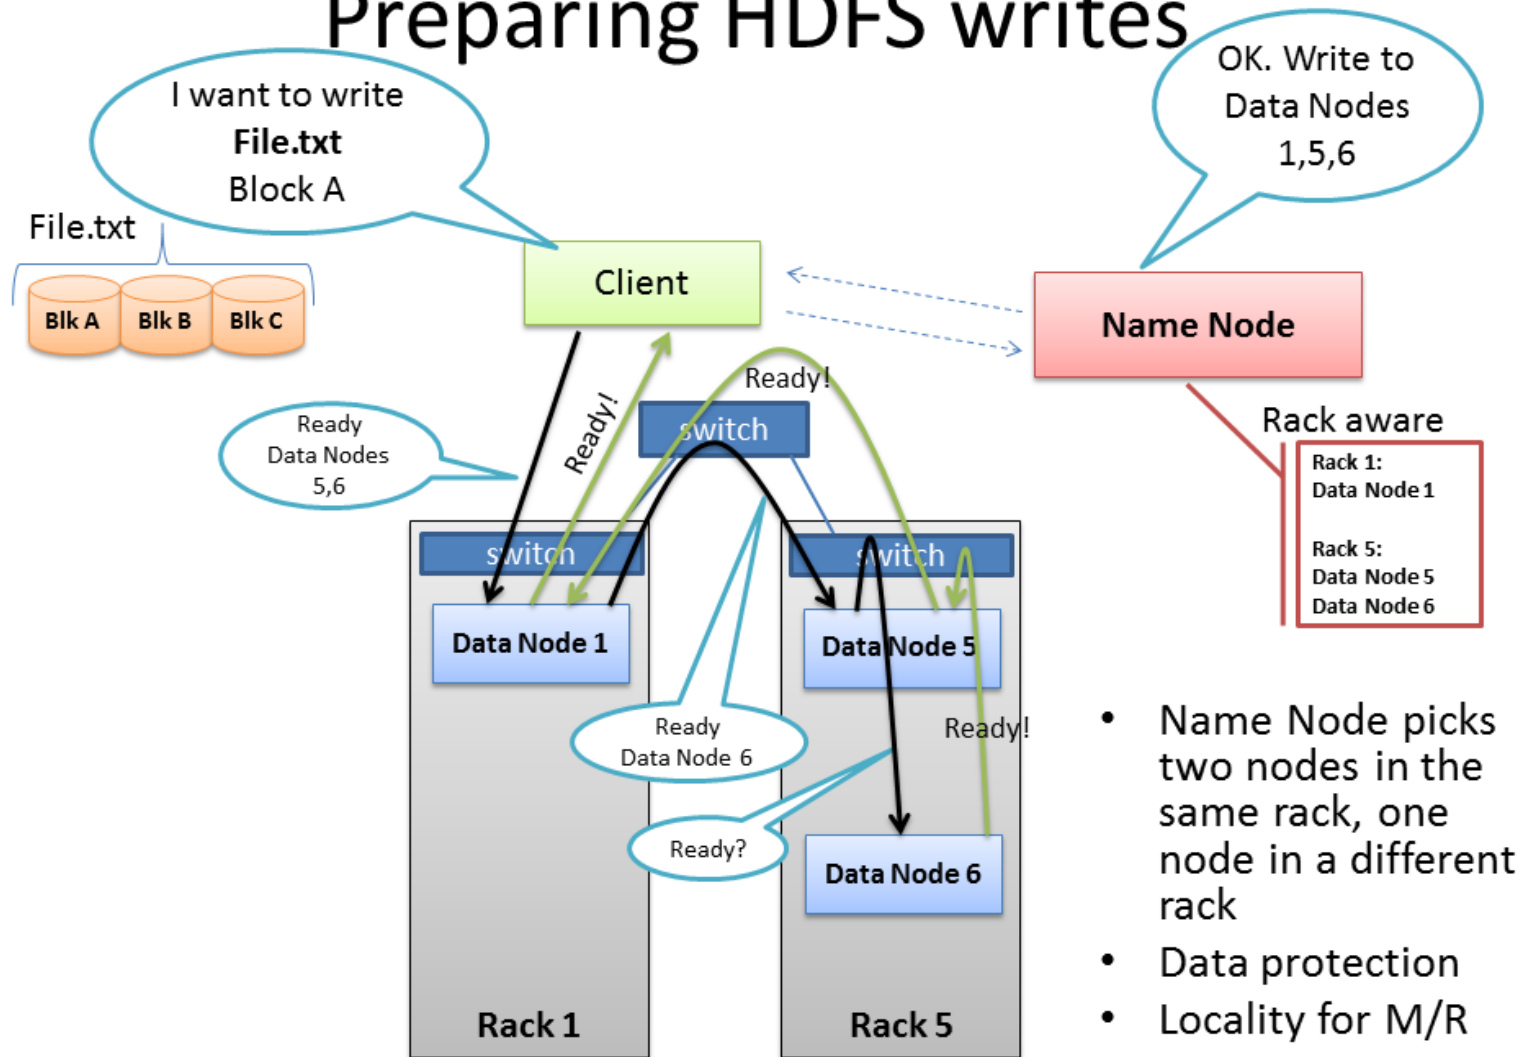 Preparing HDFS writes
I want to write
File.txt
Block A
OK. Write to
Data Nodes
1,5,6
File.txt
Blk A
Blk B
Blk C
Client
Name Node
Ready
Data Nodes
5,6
Ready!
Ready!
switch
Rack aware
Rack 1:
Data Node 1
Rack 5:
Data Node 5
Data Node 6
switch
switch
Data Node 1
Data Node 5
Ready
Data Node 6
Ready!
Ready?
Data Node 6
Rack 1
Rack 5
• Name Node picks
two nodes in the
same rack, one
node in a different
rack
• Data protection
• Locality for M/R